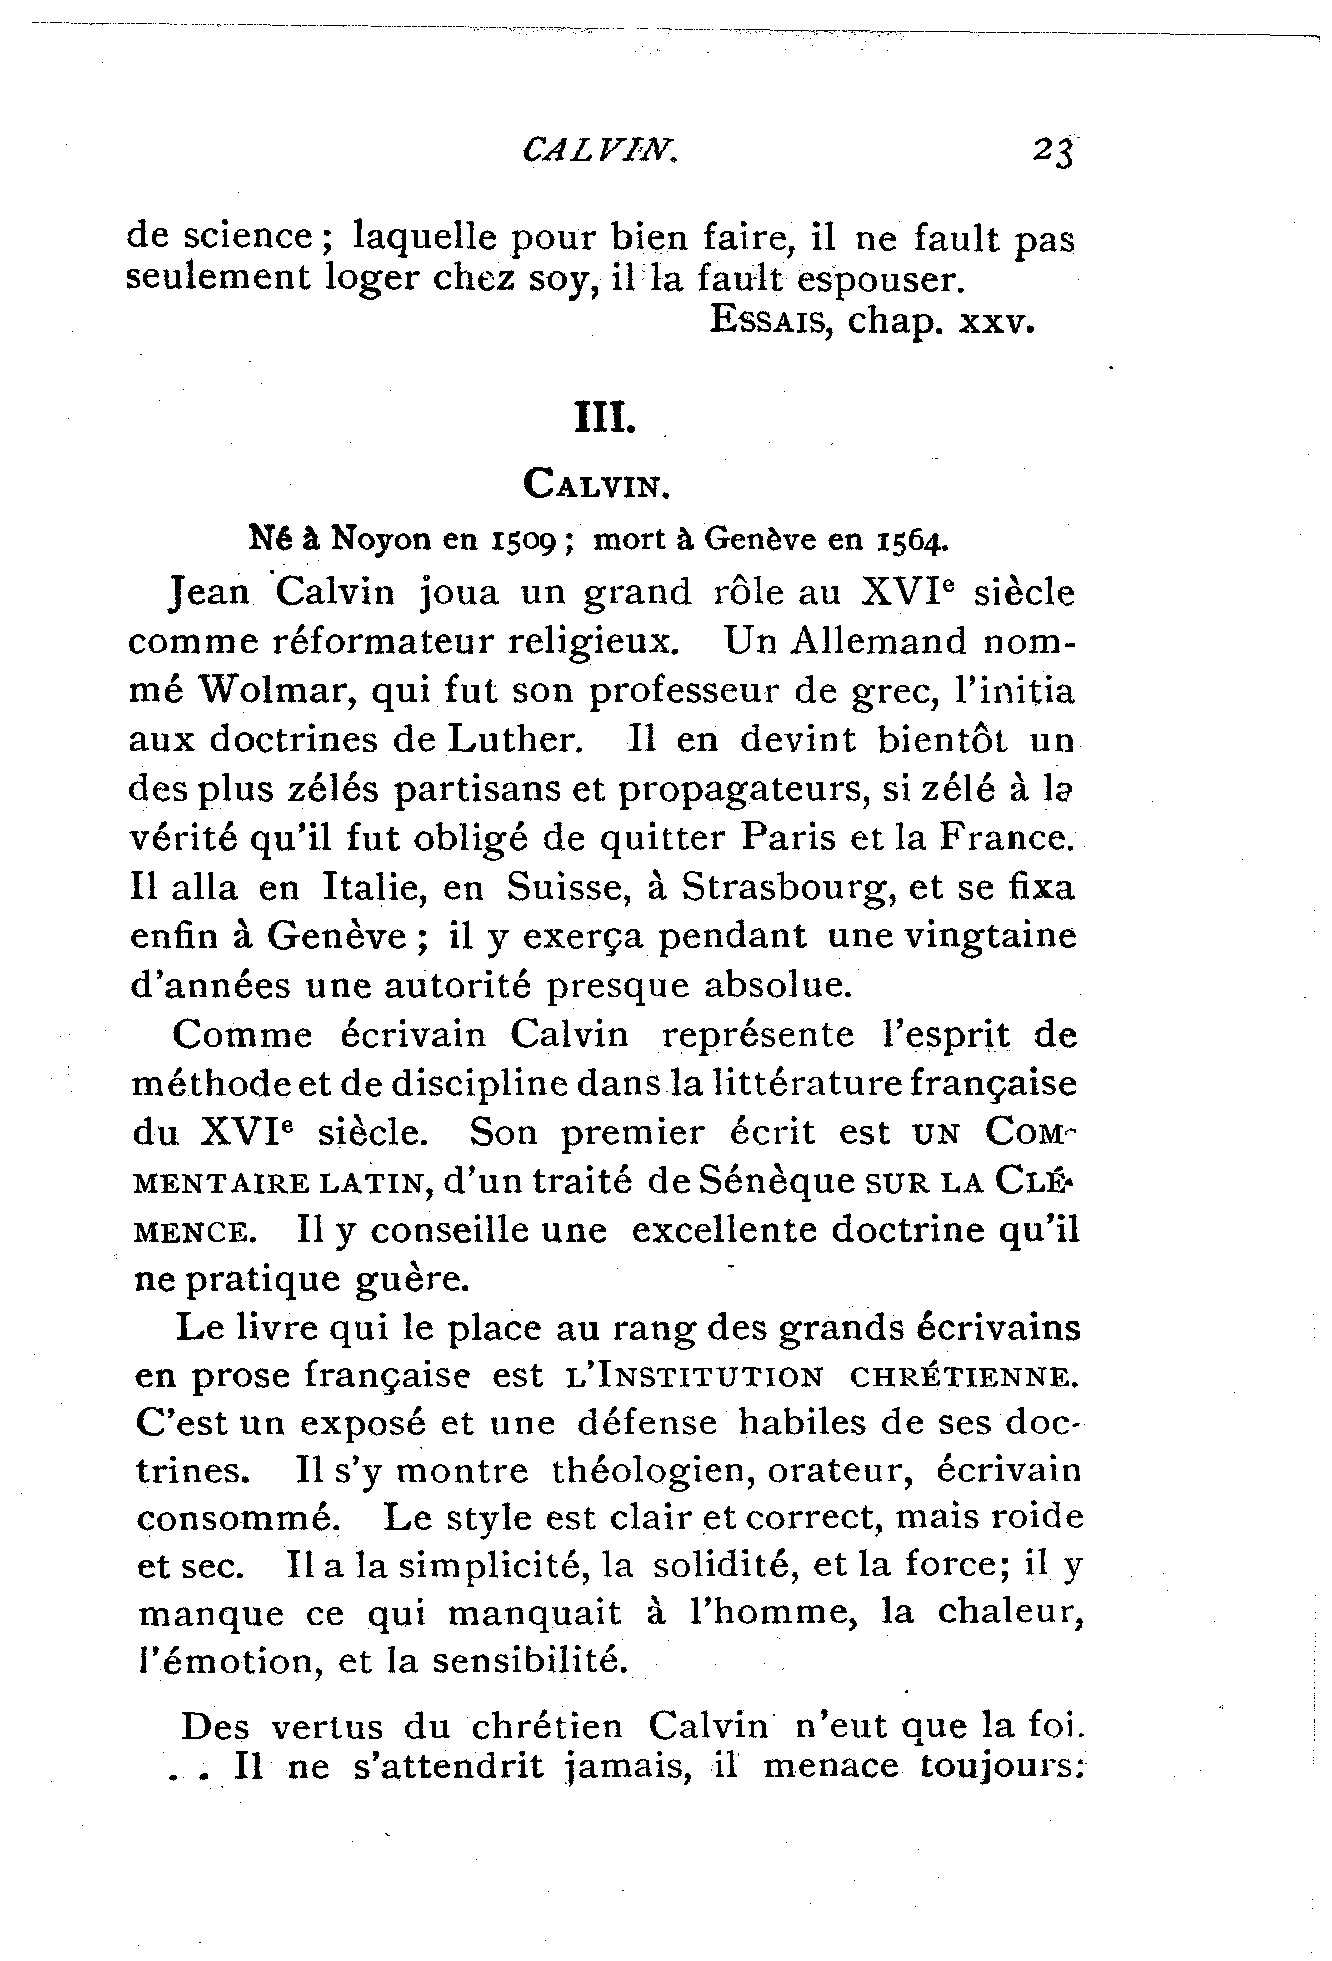 CALVIN. 23
de science ; laquelle pour bien faire, il ne fault pas
seulement loger chez soy, il la fault espouser.
ESSAIS, chap. XXV.
III.
CALVIN.
Né à Noyon en 1509 ; mort à Genève en 1564.
Jean Calvin joua un grand rôle au XVIe siècle
comme réformateur religieux. Un Allemand nom-
mé Wolmar, qui fut son professeur de grec, l'initia
aux doctrines de Luther. Il en devint bientôt un
des plus zélés partisans et propagateurs, si zélé à la
vérité qu'il fut obligé de quitter Paris et la France.
Il alla en Italie, en Suisse, à Strasbourg, et se fixa
enfin à Genève ; il y exerça pendant une vingtaine
d'années une autorité presque absolue.
Comme écrivain Calvin représente l'esprit de
méthode et de discipline dans la littérature française
du XVIe siècle. Son premier écrit est UN COM-
MENTAIRE LATIN, d'un traité de Sénèque SUR LA CLÉ-
MENCE. Il y conseille une excellente doctrine qu'il
ne pratique guère.
Le livre qui le place au rang des grands écrivains
en prose française est L'INSTITUTION CHRÉTIENNE.
C'est un exposé et une défense habiles de ses doc-
trines. Il s'y montre théologien, orateur, écrivain
consommé. Le style est clair et correct, mais roide
et sec. Il a la simplicité, la solidité, et la force; il y
manque ce qui manquait à l'homme, la chaleur,
l'émotion, et la sensibilité.
Des vertus du chrétien Calvin n'eut que la foi.
. . Il ne s'attendrit jamais, il menace toujours: